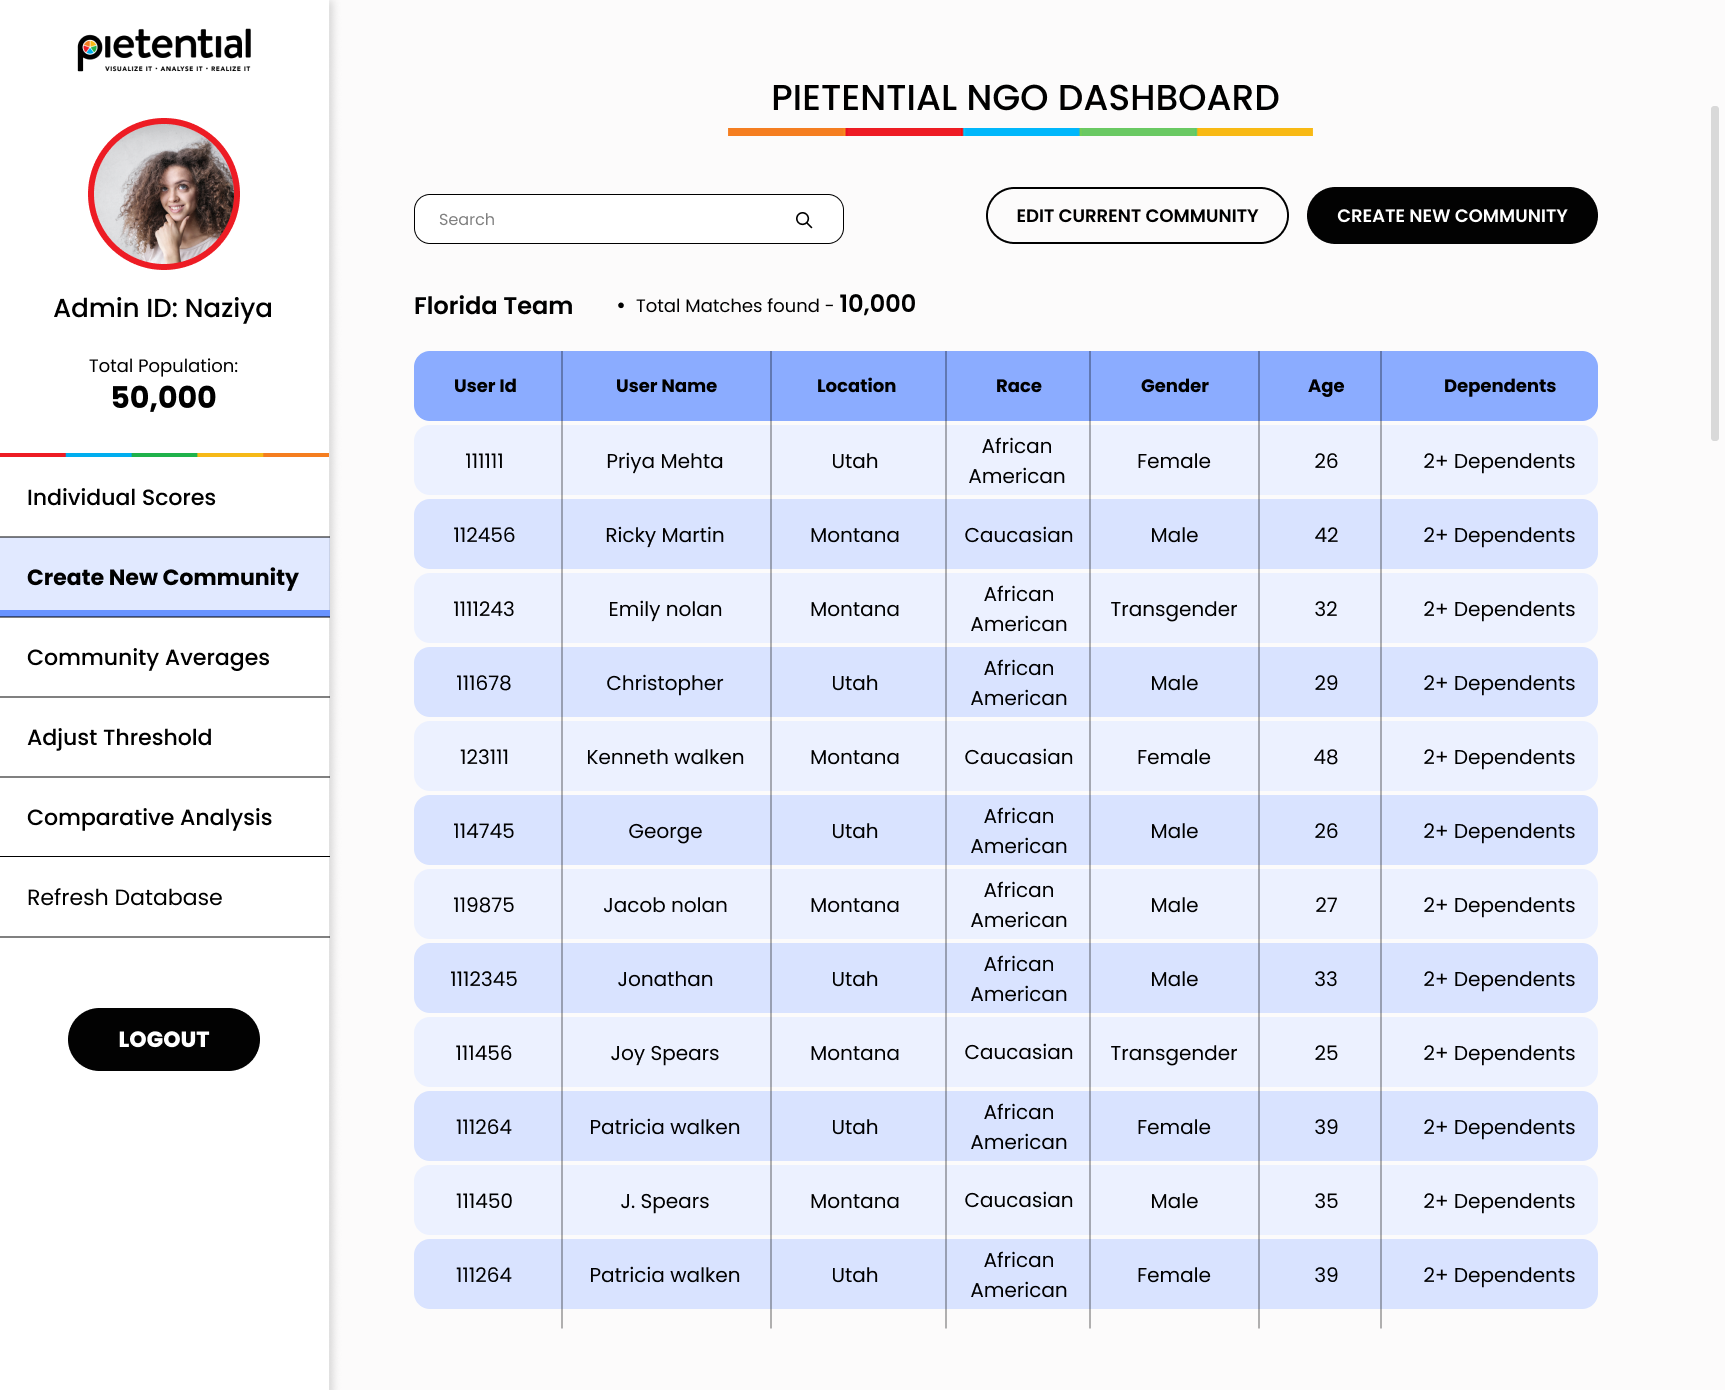 pietential
VISUALIZE IT • ANALYSE IT • REALIZE IT
Admin ID: Naziya
Total Population:
50,000
Individual Scores
Create New Community
Community Averages
Adjust Threshold
Comparative Analysis
Refresh Database
LOGOUT
PIETENTIAL NGO DASHBOARD
Search
EDIT CURRENT COMMUNITY
CREATE NEW COMMUNITY
Florida Team • Total Matches found - 10,000
User Id User Name Location Race Gender Age Dependents
111111 Priya Mehta Utah African American Female 26 2+ Dependents
112456 Ricky Martin Montana Caucasian Male 42 2+ Dependents
1111243 Emily nolan Montana African American Transgender 32 2+ Dependents
111678 Christopher Utah African American Male 29 2+ Dependents
123111 Kenneth walken Montana Caucasian Female 48 2+ Dependents
114745 George Utah African American Male 26 2+ Dependents
119875 Jacob nolan Montana African American Male 27 2+ Dependents
1112345 Jonathan Utah African American Male 33 2+ Dependents
111456 Joy Spears Montana Caucasian Transgender 25 2+ Dependents
111264 Patricia walken Utah African American Female 39 2+ Dependents
111450 J. Spears Montana Caucasian Male 35 2+ Dependents
111264 Patricia walken Utah African American Female 39 2+ Dependents